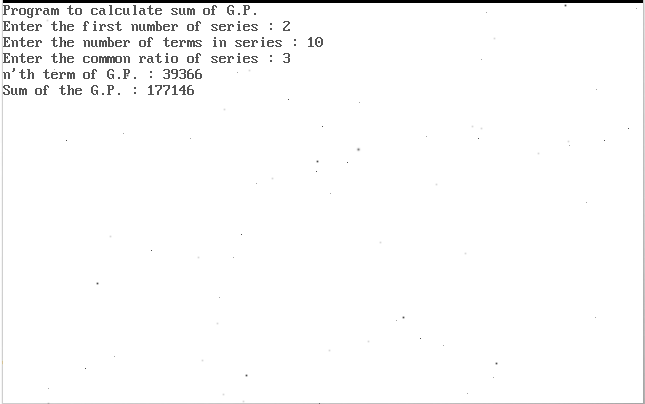 Program to calculate sum of G.P.
Enter the first number of series : 2
Enter the number of terms in series : 10
Enter the common ratio of series : 3
n'th term of G.P. : 39366
Sum of the G.P. : 177146